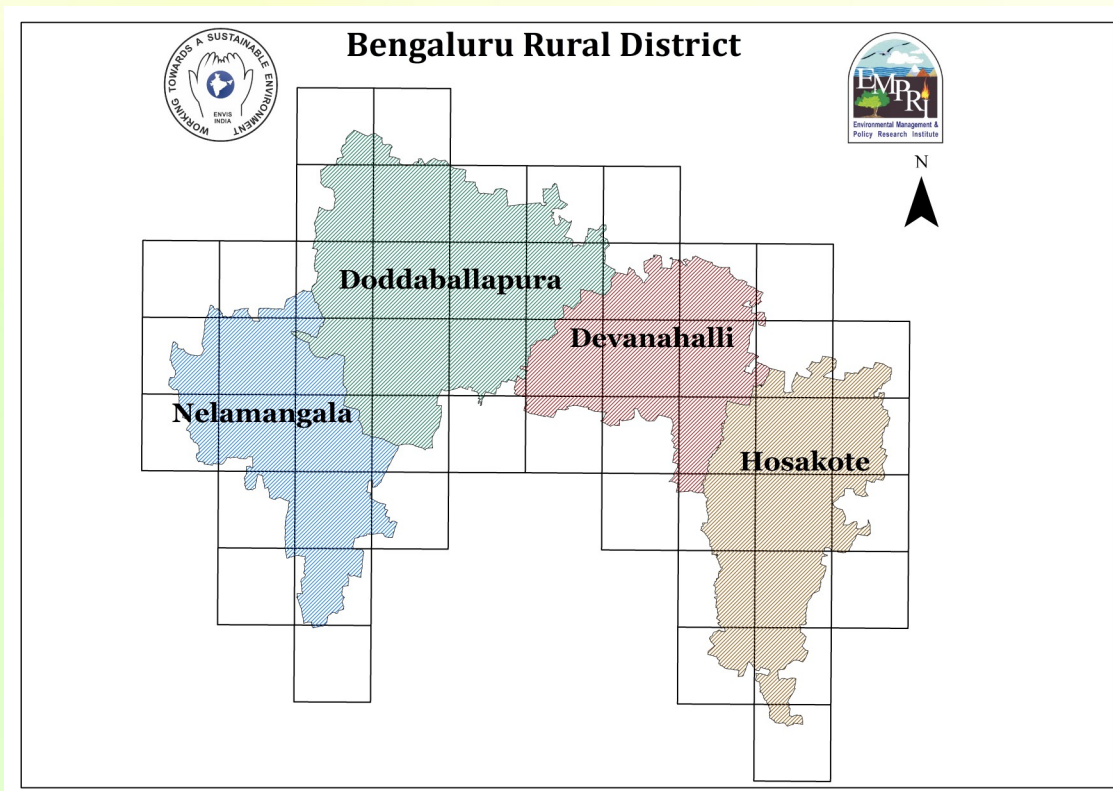 Bengaluru Rural District
WORKING TOWARDS A SUSTAINABLE ENVIRONMENT
ENVIS
INDIA
EMPRI
Environmental Management &
Policy Research Institute
N
Doddaballapura
Devanahalli
Nelamangala
Hosakote